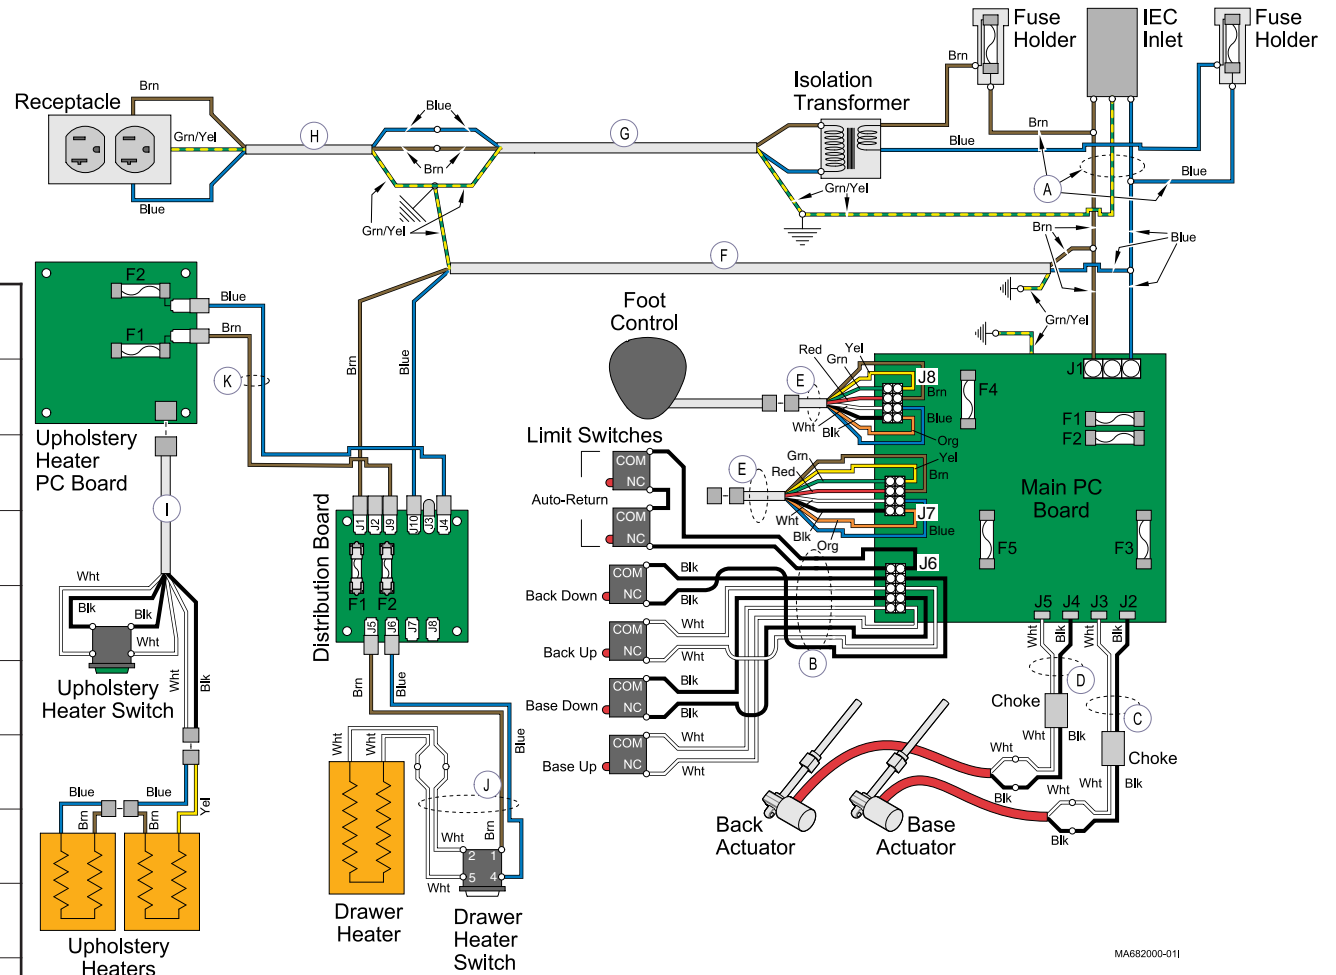 Fuse
Holder
IEC
Inlet
Fuse
Holder
Brn
Isolation
Transformer
Receptacle
Brn
Grn/Yel
Blue
H
Blue
Brn
Grn/Yel
G
Brn
Blue
A
Blue
Grn/Yel
Brn
Blue
F
Grn/Yel
F2
F1
Blue
Brn
K
Upholstery
Heater
PC Board
I
Wht
Blk
Blk
Wht
Wht
Blk
Upholstery
Heater Switch
Blue
Blue
Brn
Brn
Yel
Upholstery
Heaters
Brn
Blue
Distribution Board
J1
J2
J9
J10
J3
J4
F1
F2
J5
J6
J7
J8
Brn
Blue
Blue
Wht
Wht
J
Wht
Brn
2
1
5
4
Wht
Drawer
Heater
Drawer
Heater
Switch
Foot
Control
E
Red
Yel
Grn
Wht
Blk
J8
Brn
Blue
Org
Limit Switches
COM
NC
Auto-Return
COM
NC
E
Grn
Red
Wht
Blk
Org
Yel
Brn
J7
Blue
J6
Back Down
COM
NC
Blk
Blk
Back Up
COM
NC
Wht
Wht
B
Base Down
COM
NC
Blk
Blk
Base Up
COM
NC
Wht
Wht
J1
F4
F1
F2
Main PC
Board
F5
F3
J5
J4
J3
J2
Wht
Blk
Wht
Blk
D
C
Choke
Wht
Blk
Choke
Wht
Blk
Wht
Blk
Wht
Blk
Back
Actuator
Base
Actuator
MA682000-01I